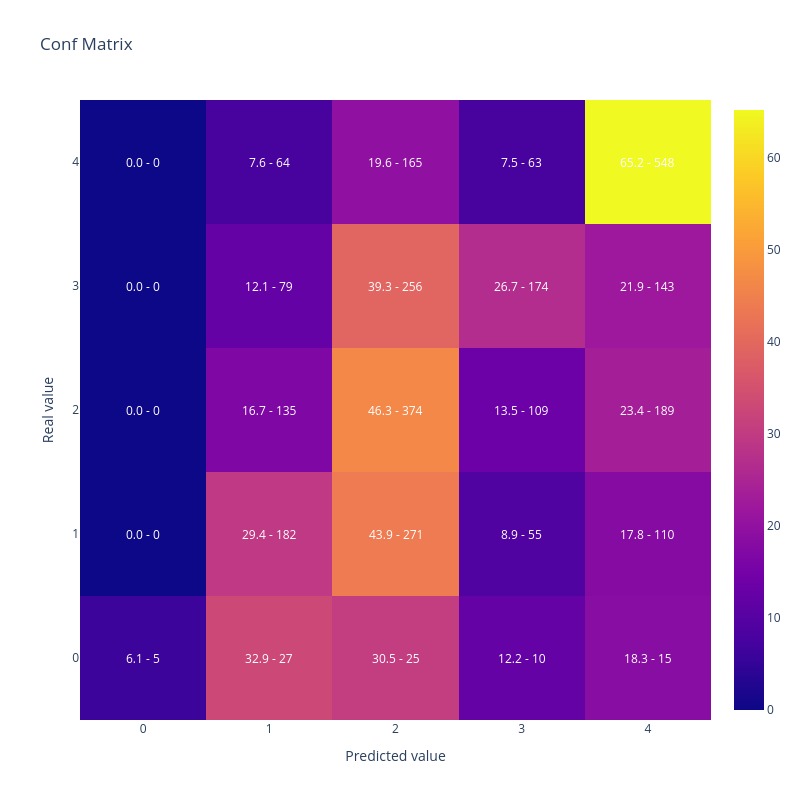 Conf Matrix
4 0.0 - 0 7.6 - 64 19.6 - 165 7.5 - 63 65.2 - 548
3 0.0 - 0 12.1 - 79 39.3 - 256 26.7 - 174 21.9 - 143
2 0.0 - 0 16.7 - 135 46.3 - 374 13.5 - 109 23.4 - 189
1 0.0 - 0 29.4 - 182 43.9 - 271 8.9 - 55 17.8 - 110
0 6.1 - 5 32.9 - 27 30.5 - 25 12.2 - 10 18.3 - 15
0 1 2 3 4
Real value
Predicted value
60
50
40
30
20
10
0